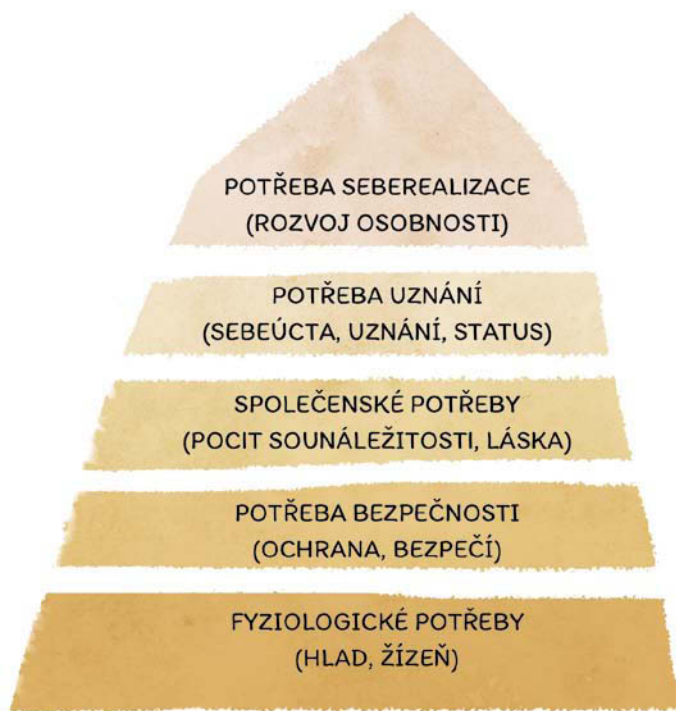 POTŘEBA SEBEREALIZACE
(ROZVOJ OSOBNOSTI)
POTŘEBA UZNÁNÍ
(SEBEÚCTA, UZNÁNÍ, STATUS)
SPOLEČENSKÉ POTŘEBY
(POCIT SOUNÁLEŽITOSTI, LÁSKA)
POTŘEBA BEZPEČNOSTI
(OCHRANA, BEZPEČÍ)
FYZIOLOGICKÉ POTŘEBY
(HLAD, ŽÍZEŇ)